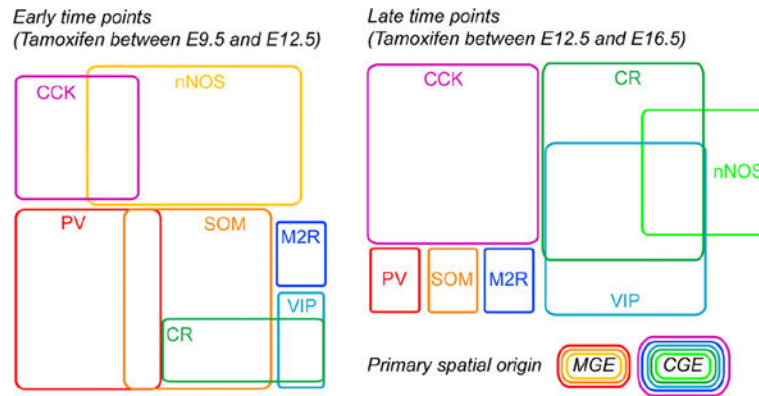 Early time points
(Tamoxifen between E9.5 and E12.5)
CCK
nNOS
PV
SOM
M2R
VIP
CR
Late time points
(Tamoxifen between E12.5 and E16.5)
CCK
CR
nNOS
PV
SOM
M2R
VIP
Primary spatial origin
MGE
CGE